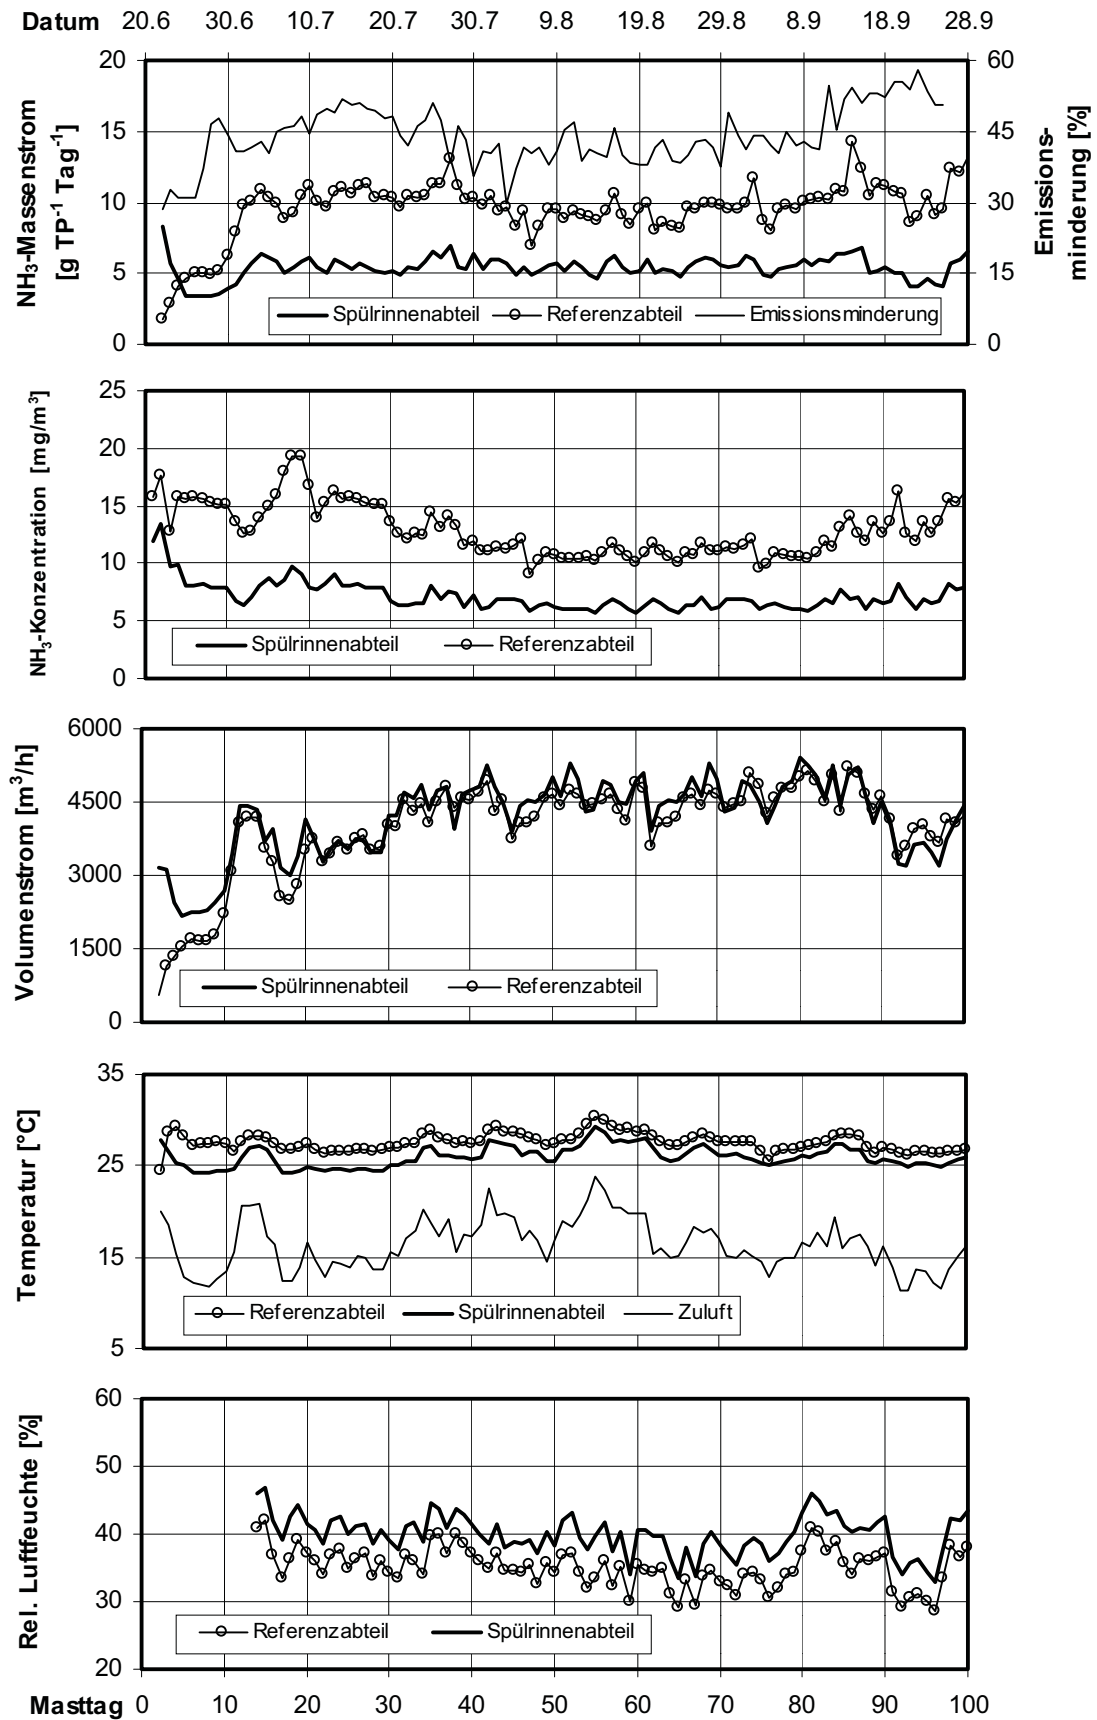 Datum 20.6 30.6 10.7 20.7 30.7 9.8 19.8 29.8 8.9 18.9 28.9
NH3-Massenstrom
[g TP-1 Tag-1]
20
15
10
5
0
60
45
30
15
0
Emissions-
minderung [%]
Spülrinnenabteil Referenzabteil Emissionsminderung
NH3-Konzentration [mg/m3]
25
20
15
10
5
0
Spülrinnenabteil Referenzabteil
Volumenstrom [m3/h]
6000
4500
3000
1500
0
Spülrinnenabteil Referenzabteil
Temperatur [°C]
35
25
15
5
Referenzabteil Spülrinnenabteil Zuluft
Rel. Luftfeuchte [%]
60
50
40
30
20
Referenzabteil Spülrinnenabteil
Masttag 0 10 20 30 40 50 60 70 80 90 100